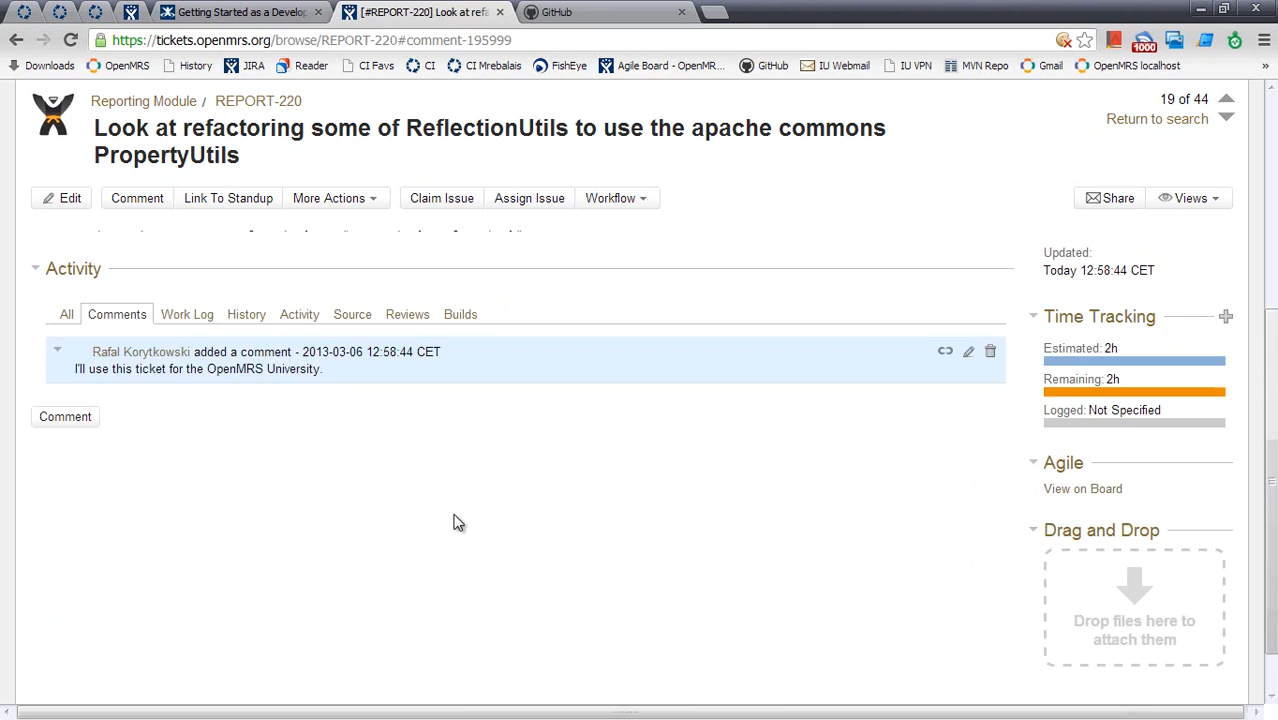 Getting Started as a Develop
[#REPORT-220] Look at refa
GitHub
https://tickets.openmrs.org/browse/REPORT-220#comment-195999
1000
Downloads
OpenMRS
History
JIRA
Reader
CI Favs
CI
CI Mrebalais
FishEye
Agile Board - OpenMR...
GitHub
IU Webmail
IU VPN
MVN Repo
Gmail
OpenMRS localhost
»
Reporting Module / REPORT-220
19 of 44
Look at refactoring some of ReflectionUtils to use the apache commons
PropertyUtils
Return to search
Edit
Comment
Link To Standup
More Actions
Claim Issue
Assign Issue
Workflow
Share
Views
Activity
All
Comments
Work Log
History
Activity
Source
Reviews
Builds
Rafal Korytkowski added a comment - 2013-03-06 12:58:44 CET
I'll use this ticket for the OpenMRS University.
Comment
Updated:
Today 12:58:44 CET
Time Tracking
Estimated: 2h
Remaining: 2h
Logged: Not Specified
Agile
View on Board
Drag and Drop
Drop files here to
attach them